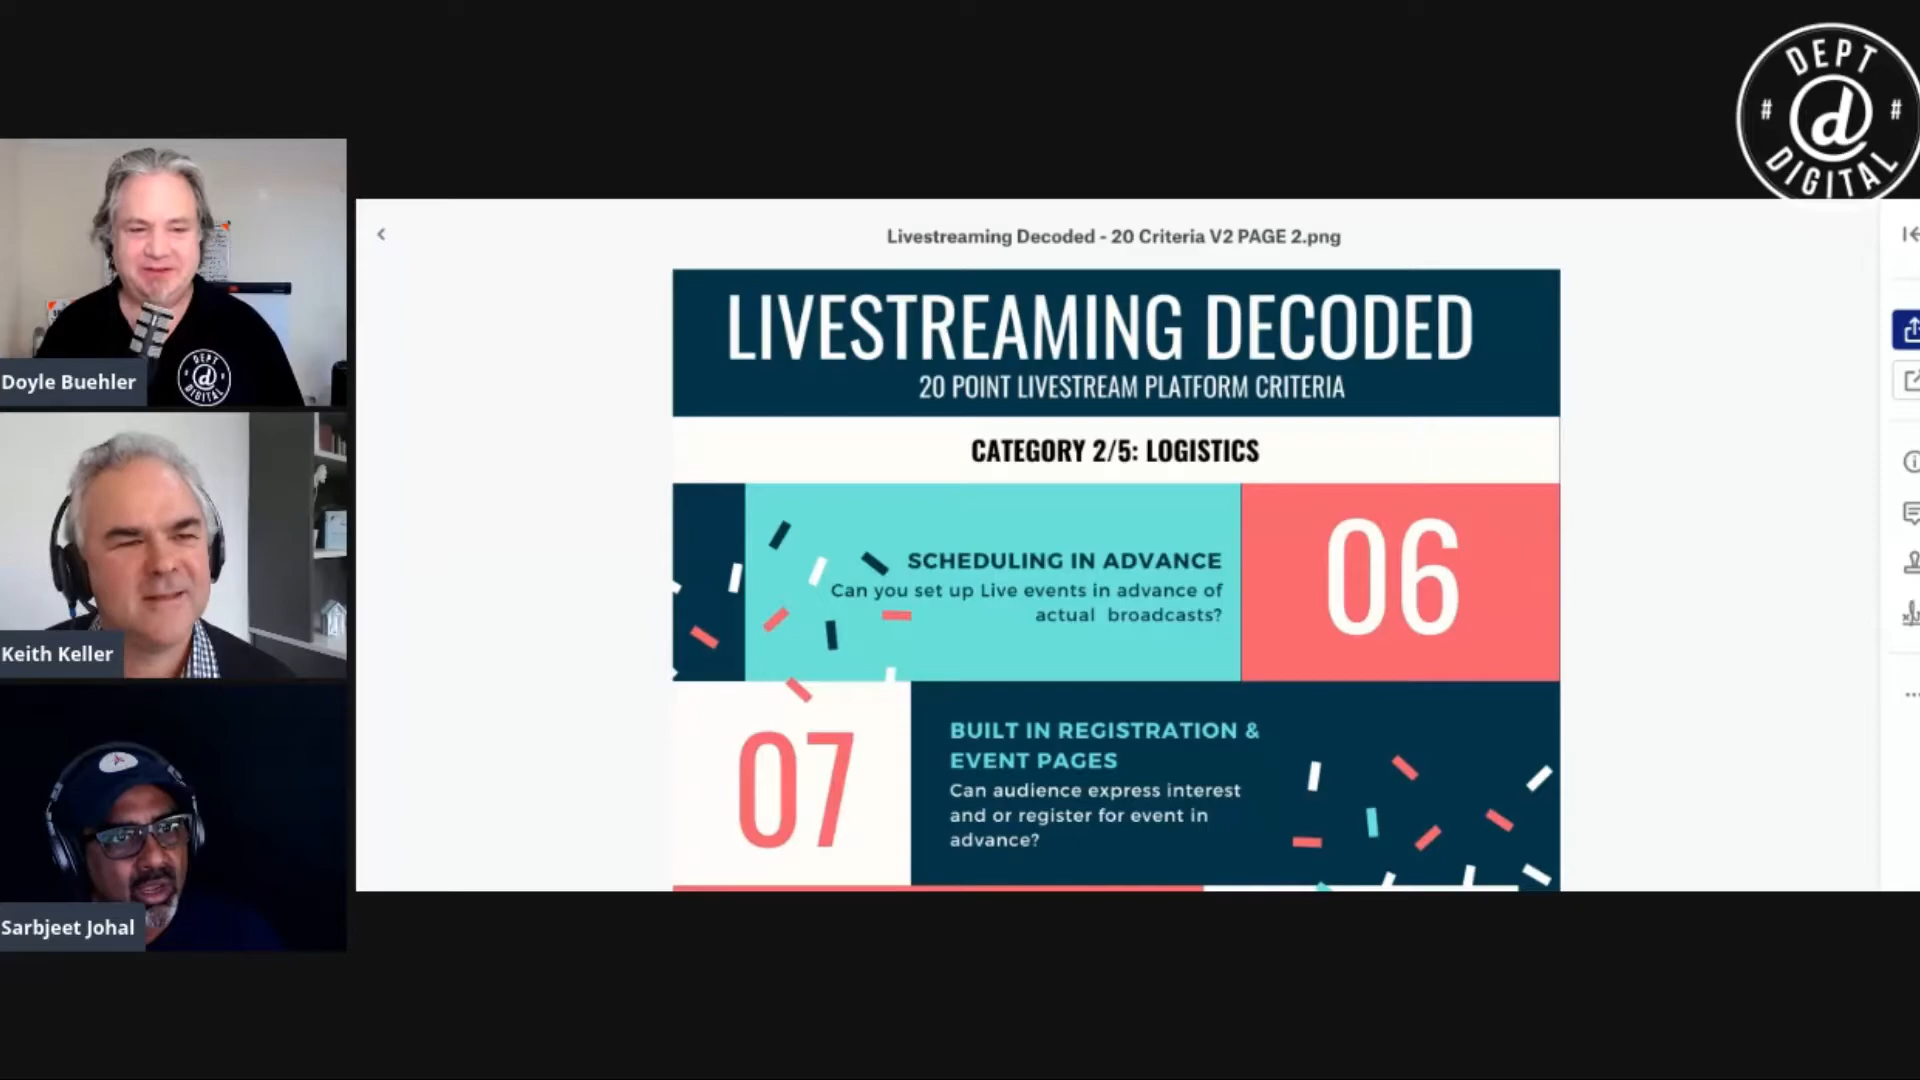 DEPT
# @d #
DIGITAL
Doyle Buehler
DEPT
# @d #
DIGITAL
Keith Keller
Sarbjeet Johal
Livestreaming Decoded - 20 Criteria V2 PAGE 2.png
LIVESTREAMING DECODED
20 POINT LIVESTREAM PLATFORM CRITERIA
CATEGORY 2/5: LOGISTICS
SCHEDULING IN ADVANCE
Can you set up Live events in advance of
actual broadcasts?
06
07
BUILT IN REGISTRATION &
EVENT PAGES
Can audience express interest
and or register for event in
advance?